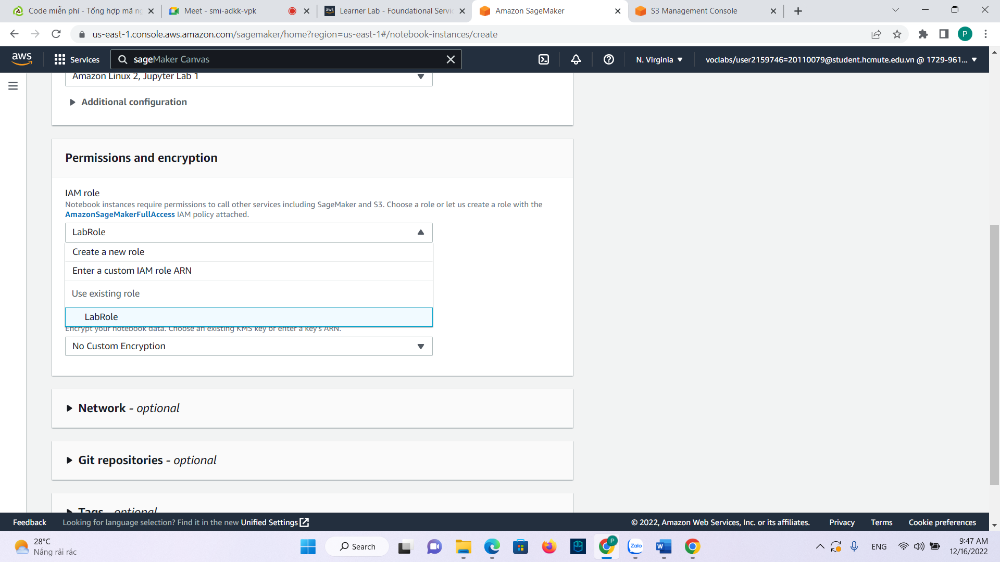 Code miễn phí - Tổng hợp mã ng
Meet - smi-adkk-vpk
aws
Learner Lab - Foundational Servic
Amazon SageMaker
S3 Management Console
us-east-1.console.aws.amazon.com/sagemaker/home?region=us-east-1#/notebook-instances/create
P
aws
Services
sageMaker Canvas
N. Virginia
voclabs/user2159746=20110079@student.hcmute.edu.vn @ 1729-961...
Amazon Linux 2, Jupyter Lab 1
Additional configuration
Permissions and encryption
IAM role
Notebook instances require permissions to call other services including SageMaker and S3. Choose a role or let us create a role with the
AmazonSageMakerFullAccess IAM policy attached.
LabRole
Create a new role
Enter a custom IAM role ARN
Use existing role
LabRole
Encrypt your notebook data. Choose an existing KMS key or enter a key's ARN.
No Custom Encryption
Network - optional
Git repositories - optional
Tags - optional
Feedback
Looking for language selection? Find it in the new Unified Settings
© 2022, Amazon Web Services, Inc. or its affiliates.
Privacy
Terms
Cookie preferences
28°C
Nắng rải rác
Search
P
Zalo
W
ENG
9:47 AM
12/16/2022